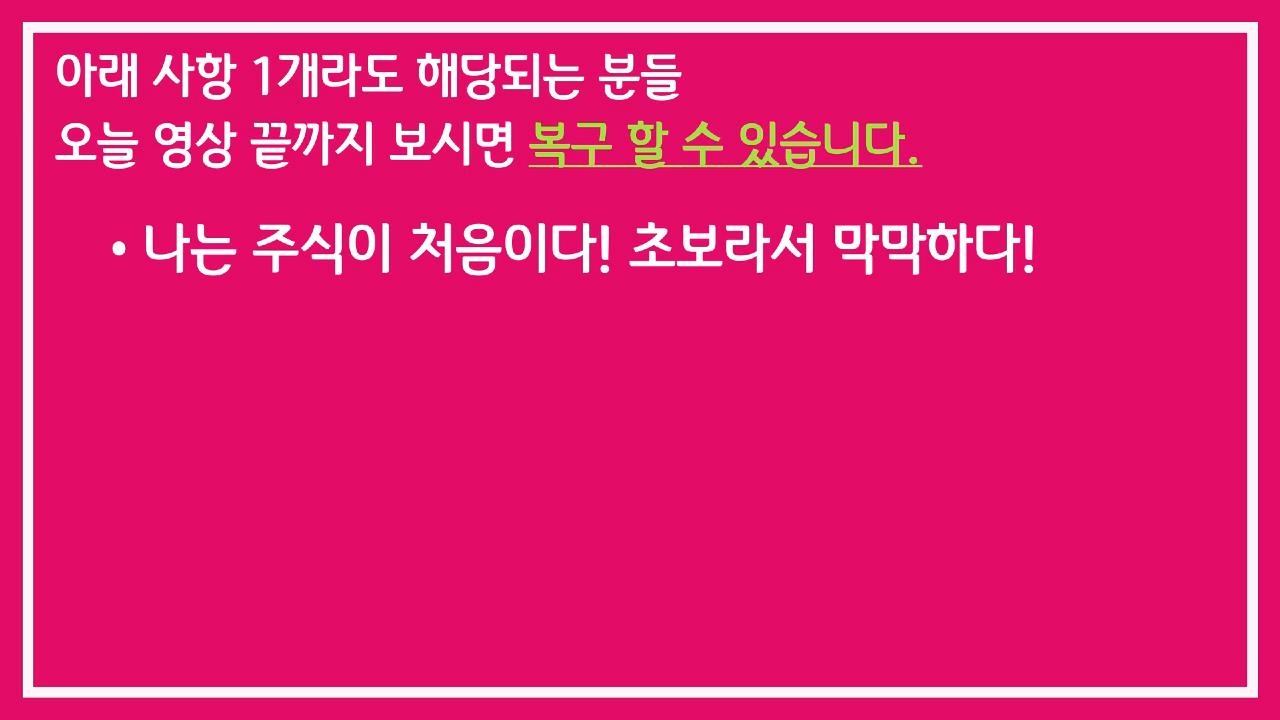 아래 사항 1개라도 해당되는 분들
오늘 영상 끝까지 보시면 복구 할 수 있습니다.
• 나는 주식이 처음이다! 초보라서 막막하다!